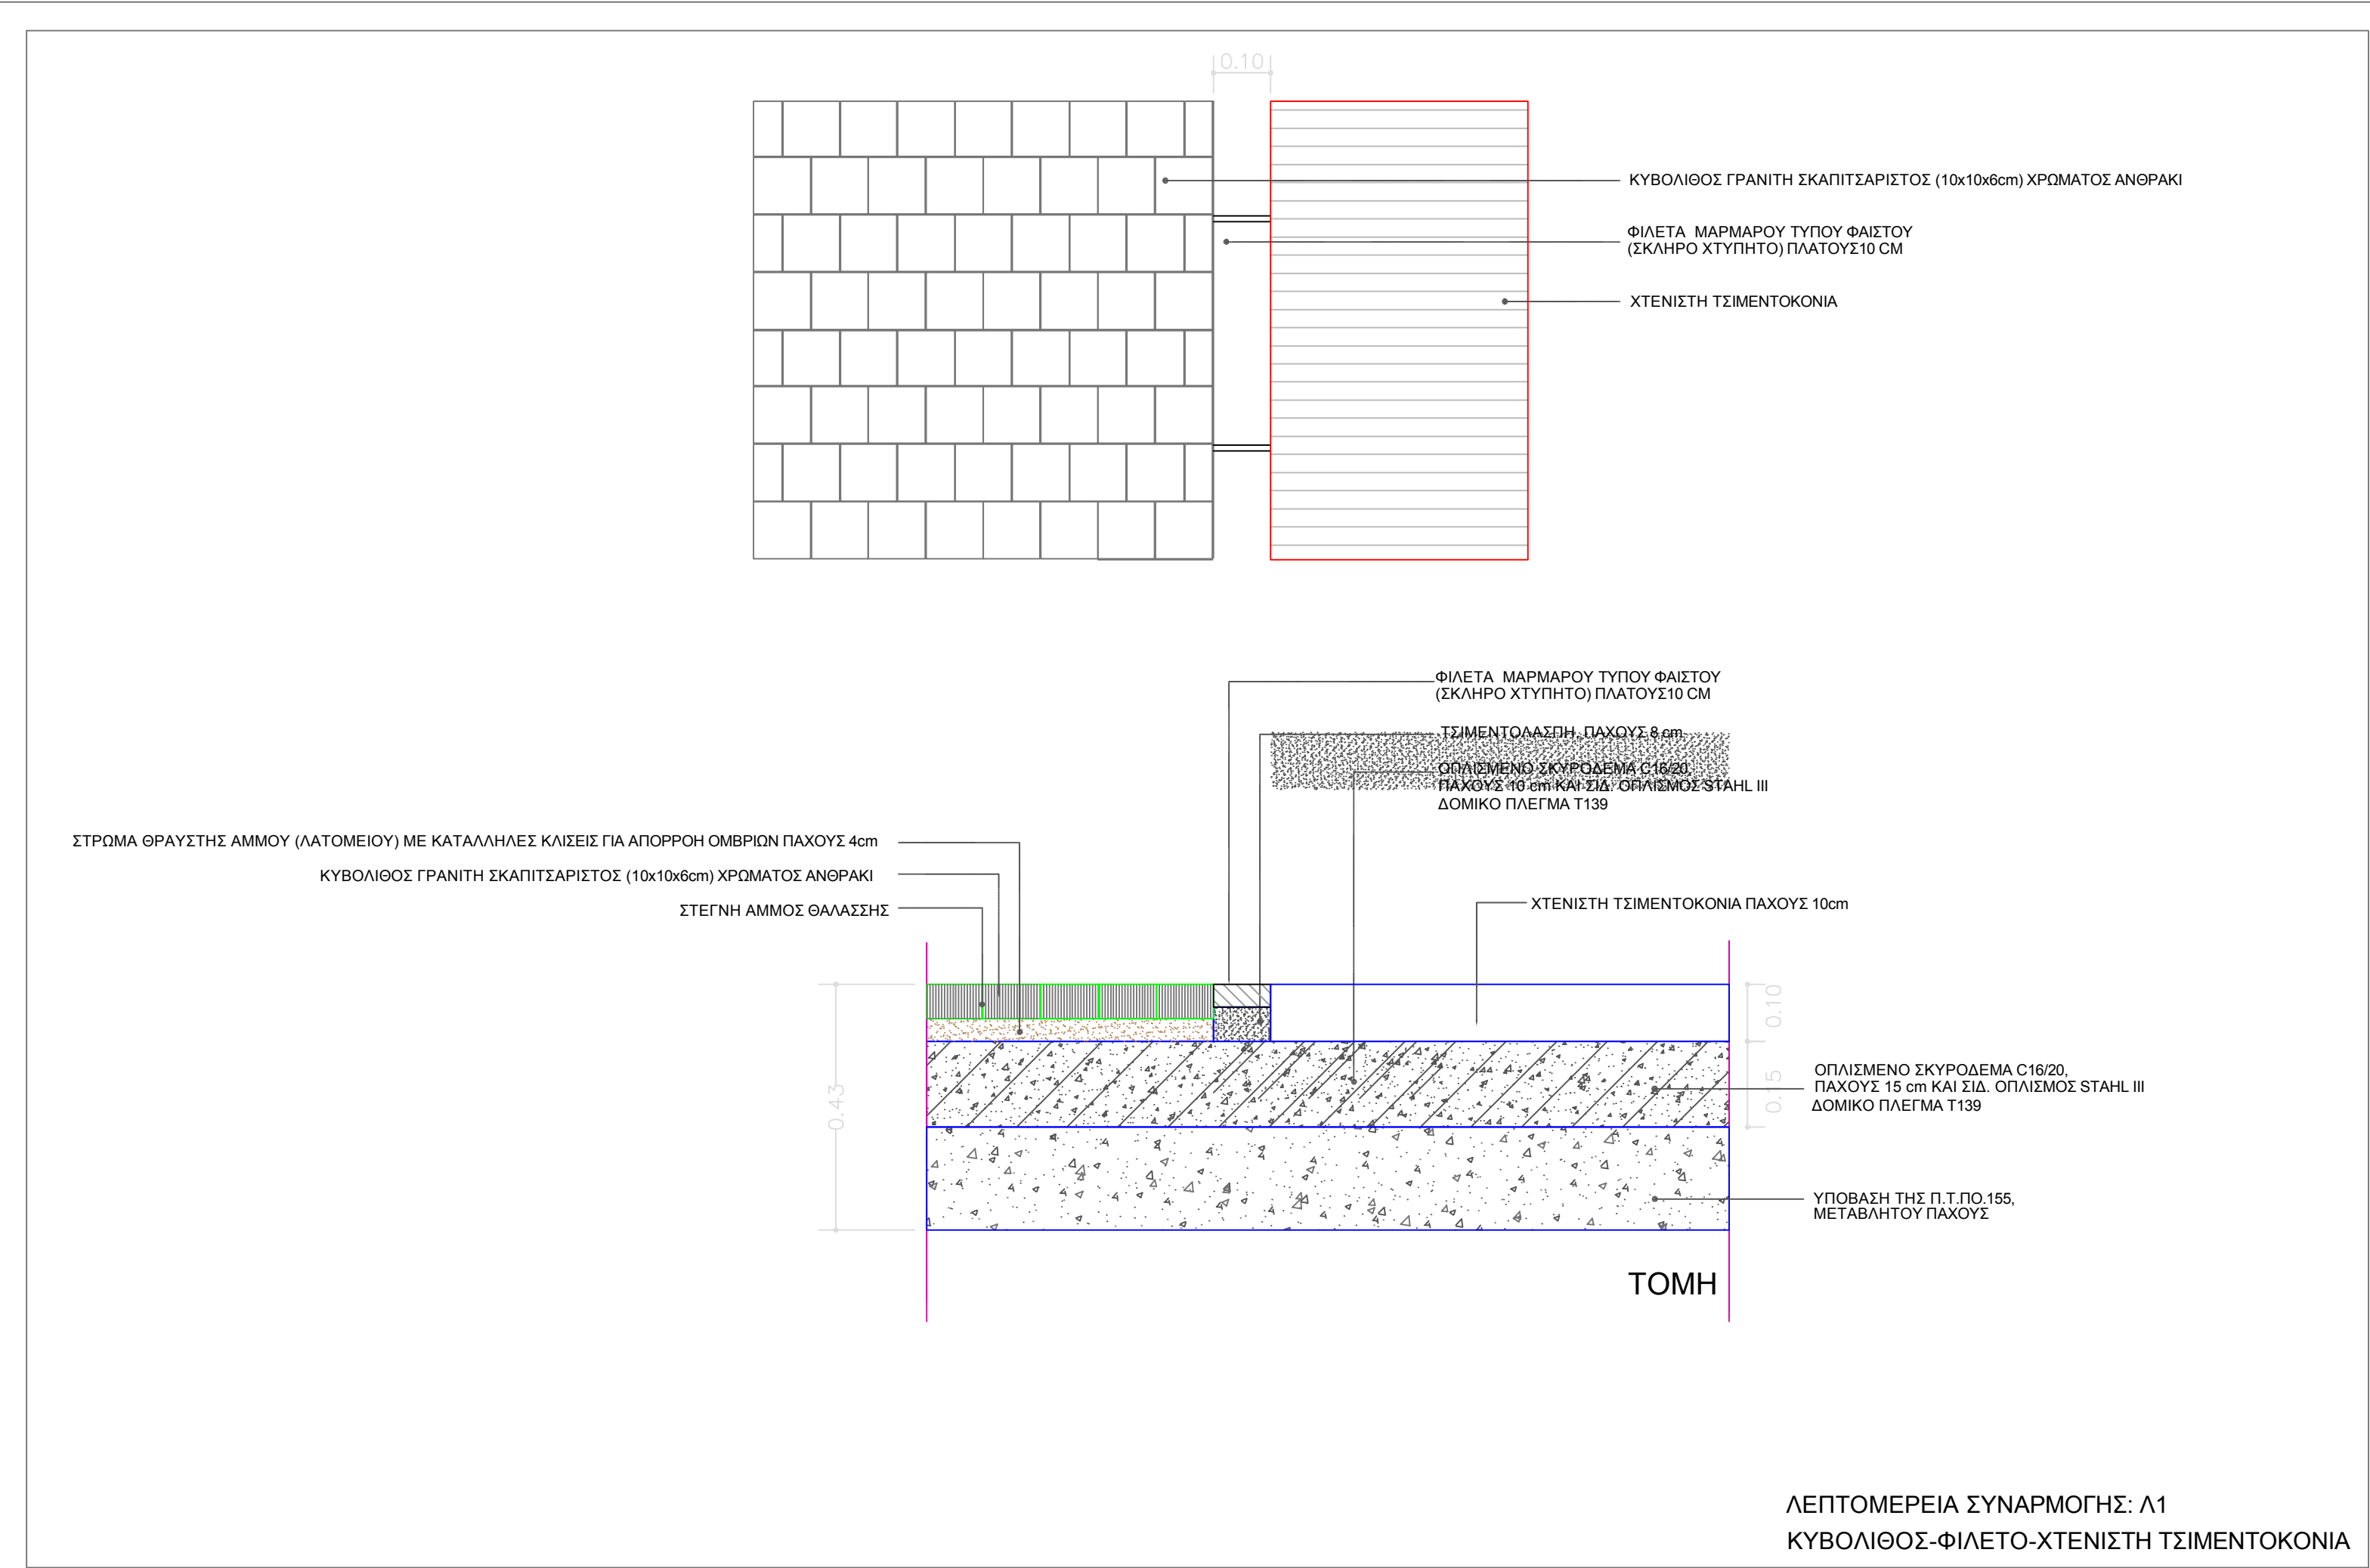 0.10
ΚΥΒΟΛΙΘΟΣ ΓΡΑΝΙΤΗ ΣΚΑΠΙΤΣΑΡΙΣΤΟΣ (10x10x6cm) ΧΡΩΜΑΤΟΣ ΑΝΘΡΑΚΙ
ΦΙΛΕΤΑ ΜΑΡΜΑΡΟΥ ΤΥΠΟΥ ΦΑΙΣΤΟΥ
(ΣΚΛΗΡΟ ΧΤΥΠΗΤΟ) ΠΛΑΤΟΥΣ10 CM
ΧΤΕΝΙΣΤΗ ΤΣΙΜΕΝΤΟΚΟΝΙΑ
ΦΙΛΕΤΑ ΜΑΡΜΑΡΟΥ ΤΥΠΟΥ ΦΑΙΣΤΟΥ
(ΣΚΛΗΡΟ ΧΤΥΠΗΤΟ) ΠΛΑΤΟΥΣ10 CM
ΤΣΙΜΕΝΤΟΛΑΣΠΗ, ΠΑΧΟΥΣ 8 cm
ΟΠΛΙΣΜΕΝΟ ΣΚΥΡΟΔΕΜΑ C16/20,
ΠΑΧΟΥΣ cm ΚΑΙ ΣΙΔ. ΟΠΛΙΣΜΟΣ STAHL III
ΔΟΜΙΚΟ ΠΛΕΓΜΑ Τ139
ΣΤΡΩΜΑ ΘΡΑΥΣΤΗΣ ΑΜΜΟΥ (ΛΑΤΟΜΕΙΟΥ) ΜΕ ΚΑΤΑΛΛΗΛΕΣ ΚΛΙΣΕΙΣ ΓΙΑ ΑΠΟΡΡΟΗ ΟΜΒΡΙΩΝ ΠΑΧΟΥΣ 4cm
ΚΥΒΟΛΙΘΟΣ ΓΡΑΝΙΤΗ ΣΚΑΠΙΤΣΑΡΙΣΤΟΣ (10x10x6cm) ΧΡΩΜΑΤΟΣ ΑΝΘΡΑΚΙ
ΣΤΕΓΝΗ ΑΜΜΟΣ ΘΑΛΑΣΣΗΣ
ΧΤΕΝΙΣΤΗ ΤΣΙΜΕΝΤΟΚΟΝΙΑ ΠΑΧΟΥΣ 10cm
0.10
0.43
0.15
ΟΠΛΙΣΜΕΝΟ ΣΚΥΡΟΔΕΜΑ C16/20,
ΠΑΧΟΥΣ 15 cm ΚΑΙ ΣΙΔ. ΟΠΛΙΣΜΟΣ STAHL III
ΔΟΜΙΚΟ ΠΛΕΓΜΑ Τ139
ΥΠΟΒΑΣΗ ΤΗΣ Π.Τ.ΠΟ.155,
ΜΕΤΑΒΛΗΤΟΥ ΠΑΧΟΥΣ
ΤΟΜΗ
ΛΕΠΤΟΜΕΡΕΙΑ ΣΥΝΑΡΜΟΓΗΣ: Λ1
ΚΥΒΟΛΙΘΟΣ-ΦΙΛΕΤΟ-ΧΤΕΝΙΣΤΗ ΤΣΙΜΕΝΤΟΚΟΝΙΑ